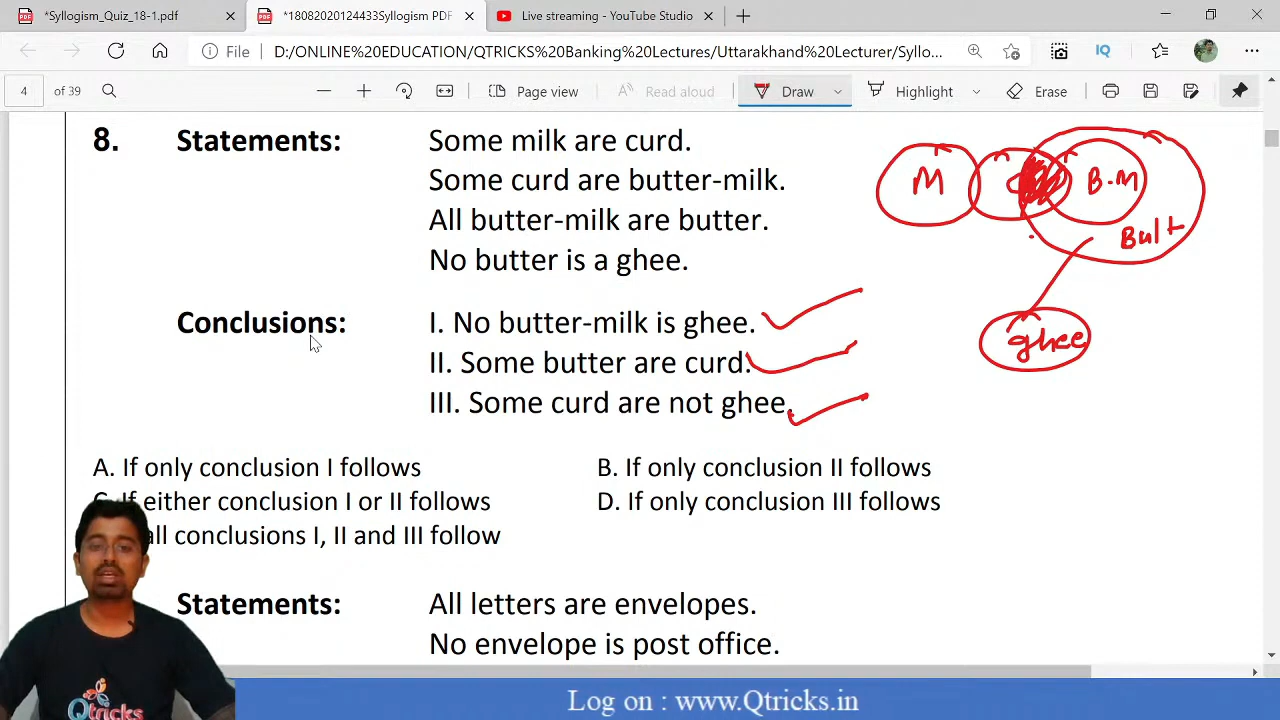 *Syllogism_Quiz_18-1.pdf
*18082020124433Syllogism PDF
Live streaming - YouTube Studio
File
D:/ONLINE%20EDUCATION/QTRICKS%20Banking%20Lectures/Uttarakhand%20Lecturer/Syllo...
IQ
4 of 39
Page view
Read aloud
Draw
Highlight
Erase
8. Statements: Some milk are curd.
Some curd are butter-milk.
All butter-milk are butter.
No butter is a ghee.
M
C
B-M
ghee
Conclusions: I. No butter-milk is ghee.
II. Some butter are curd.
III. Some curd are not ghee.
A. If only conclusion I follows
B. If only conclusion II follows
C. If either conclusion I or II follows
D. If only conclusion III follows
all conclusions I, II and III follow
Statements: All letters are envelopes.
No envelope is post office.
Qtricks
Log on : www.Qtricks.in